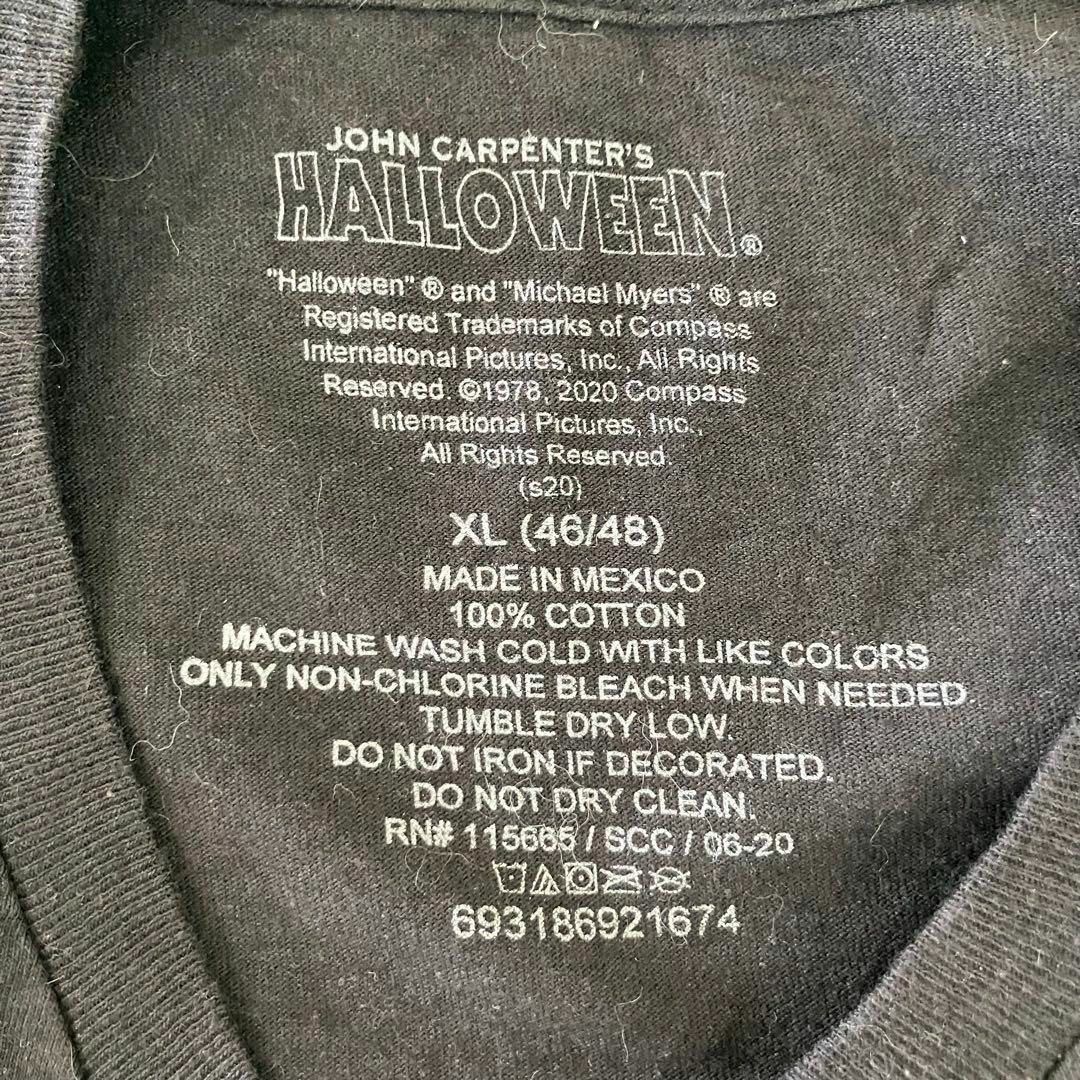 JOHN CARPENTER'S
HALLOWEEN®
"Halloween" ® and "Michael Myers" ® are
Registered Trademarks of Compass
International Pictures, Inc., All Rights
Reserved. ©1978, 2020 Compass
International Pictures, Inc.,
All Rights Reserved.
(s20)
XL (46/48)
MADE IN MEXICO
100% COTTON
MACHINE WASH COLD WITH LIKE COLORS
ONLY NON-CHLORINE BLEACH WHEN NEEDED.
TUMBLE DRY LOW.
DO NOT IRON IF DECORATED.
DO NOT DRY CLEAN.
RN# 115665 / SCC / 06-20
693186921674